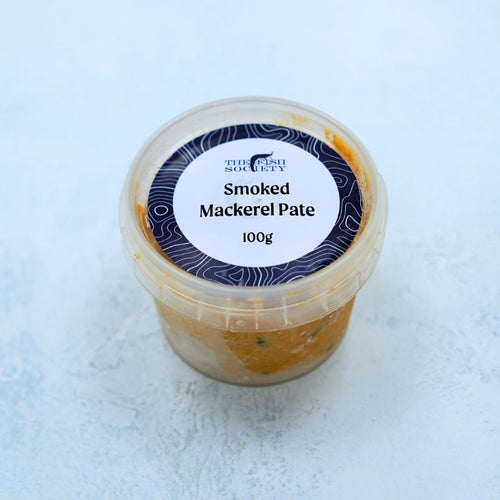 THE FISH
SOCIETY
Smoked
Mackerel Pate
100g